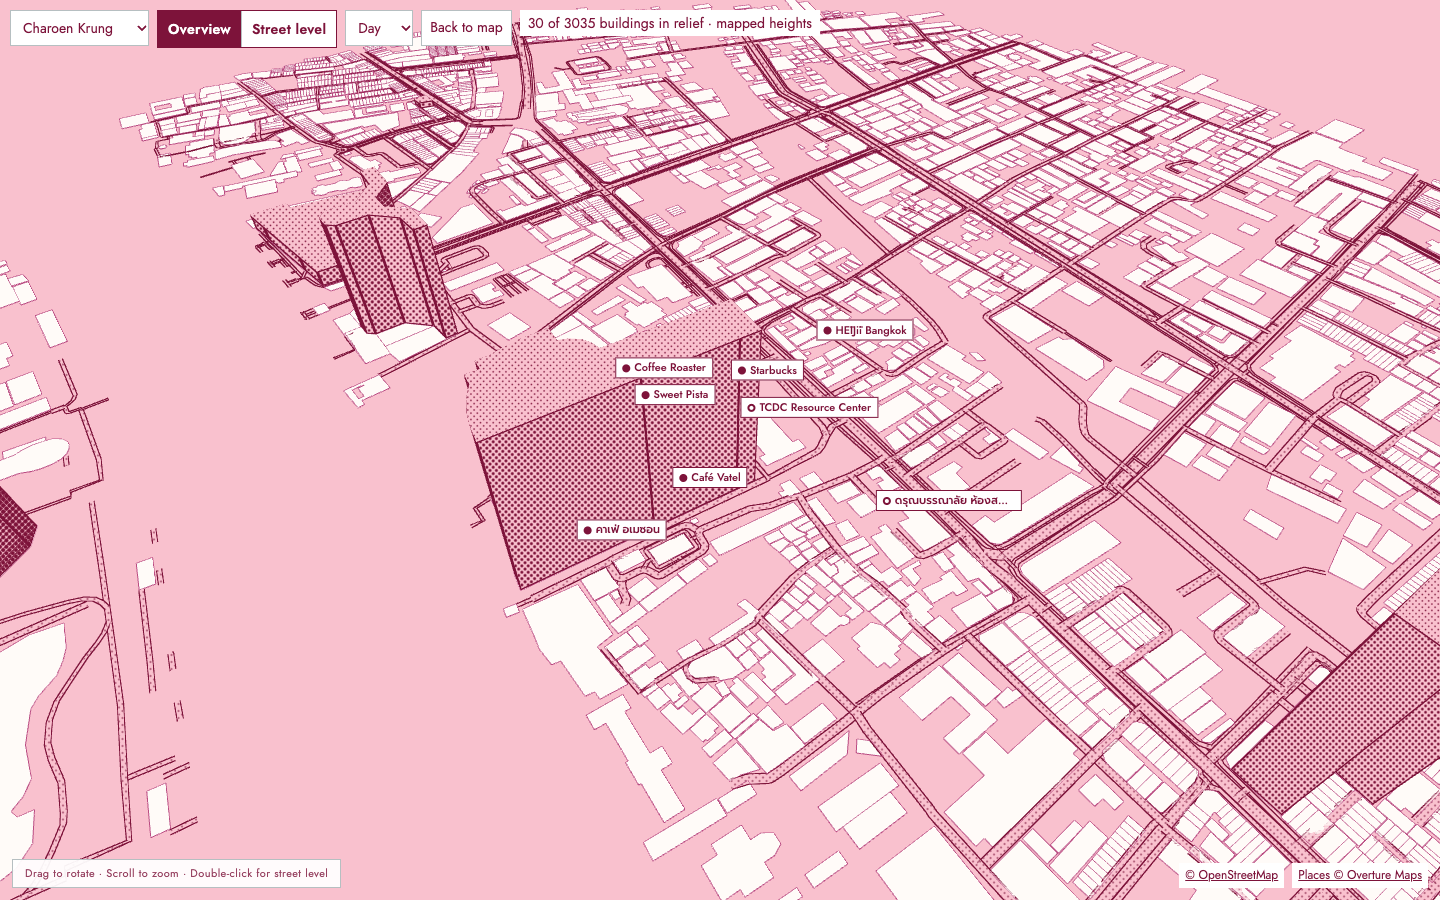 Charoen Krung
Overview
Street level
Day
Back to map
30 of 3035 buildings in relief · mapped heights
Coffee Roaster
Starbucks
Sweet Pista
TCDC Resource Center
Café Vatel
ดรุณบรรณาลัย ห้องส...
คาเฟ่ อเมซอน
Drag to rotate · Scroll to zoom · Double-click for street level
© OpenStreetMap
Places © Overture Maps